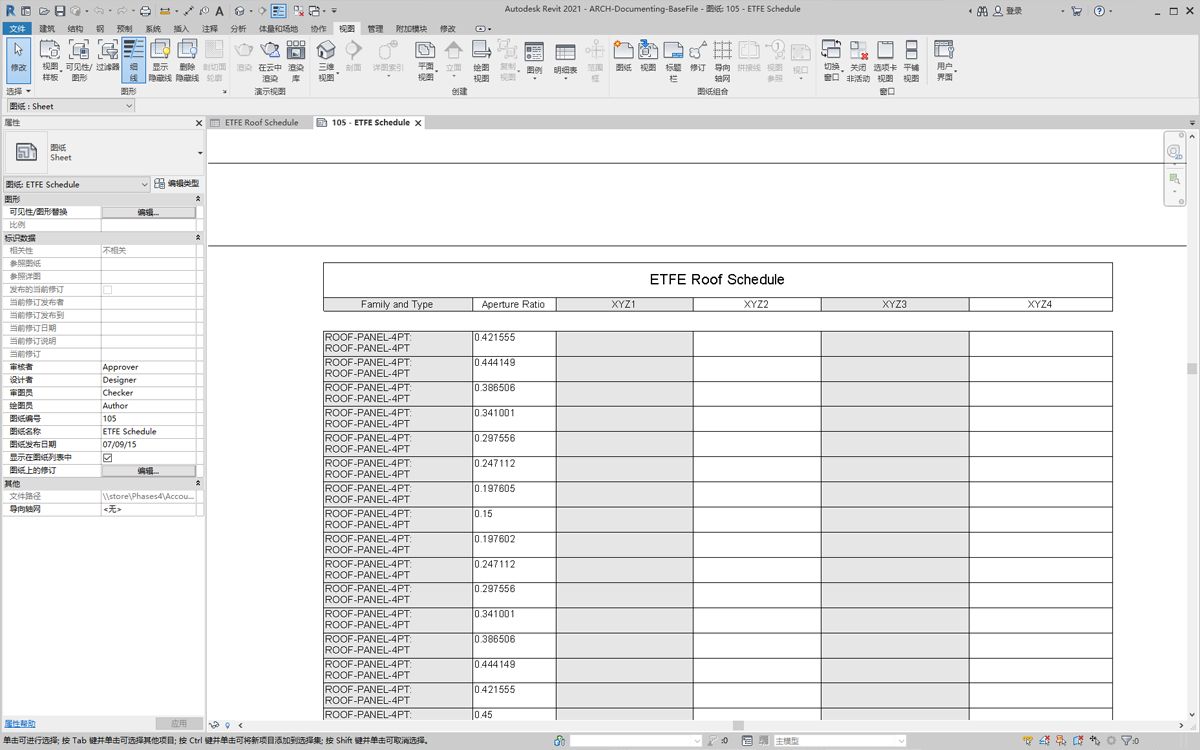 Autodesk Revit 2021 - ARCH-Documenting-BaseFile - 图纸: 105 - ETFE Schedule
登录
文件 建筑 结构 钢 预制 系统 插入 注释 分析 体量和场地 协作 视图 管理 附加模块 修改
修改
视图 样板
可见性/ 图形
过滤器
细 线
显示 隐藏线
删除 隐藏线
剖切面 轮廓
渲染
在云中 渲染
渲染 库
三维 视图
剖面
详图索引
平面 视图
立面
绘图 视图
复制 视图
图例
明细表
范围 框
图纸
视图
标题 栏
修订
导向 轴网
拼接线
视图 参照
视口
切换 窗口
关闭 非活动
选项卡 视图
平铺 视图
用户 界面
选择 图形 演示视图 创建 图纸组合 窗口
图纸 : Sheet
属性
图纸
Sheet
图纸: ETFE Schedule 编辑类型
图形
可见性/图形替换 编辑...
比例
标识数据
相关性 不相关
参照图纸
参照详图
发布的当前修订
当前修订发布者
当前修订发布到
当前修订日期
当前修订说明
当前修订
审核者 Approver
设计者 Designer
审图员 Checker
绘图员 Author
图纸编号 105
图纸名称 ETFE Schedule
图纸发布日期 07/09/15
显示在图纸列表中
图纸上的修订 编辑...
其他
文件路径 \\store\Phases4\Accou...
导向轴网 <无>
属性帮助 应用
ETFE Roof Schedule 105 - ETFE Schedule
2D
ETFE Roof Schedule
Family and Type Aperture Ratio XYZ1 XYZ2 XYZ3 XYZ4
ROOF-PANEL-4PT: 0.421555
ROOF-PANEL-4PT
ROOF-PANEL-4PT: 0.444149
ROOF-PANEL-4PT
ROOF-PANEL-4PT: 0.386506
ROOF-PANEL-4PT
ROOF-PANEL-4PT: 0.341001
ROOF-PANEL-4PT
ROOF-PANEL-4PT: 0.297556
ROOF-PANEL-4PT
ROOF-PANEL-4PT: 0.247112
ROOF-PANEL-4PT
ROOF-PANEL-4PT: 0.197605
ROOF-PANEL-4PT
ROOF-PANEL-4PT: 0.15
ROOF-PANEL-4PT
ROOF-PANEL-4PT: 0.197602
ROOF-PANEL-4PT
ROOF-PANEL-4PT: 0.247112
ROOF-PANEL-4PT
ROOF-PANEL-4PT: 0.297556
ROOF-PANEL-4PT
ROOF-PANEL-4PT: 0.341001
ROOF-PANEL-4PT
ROOF-PANEL-4PT: 0.386506
ROOF-PANEL-4PT
ROOF-PANEL-4PT: 0.444149
ROOF-PANEL-4PT
ROOF-PANEL-4PT: 0.421555
ROOF-PANEL-4PT
ROOF-PANEL-4PT: 0.45
单击可进行选择; 按 Tab 键并单击可选择其他项目; 按 Ctrl 键并单击可将新项目添加到选择集; 按 Shift 键并单击可取消选择。 :0 主模型 :0